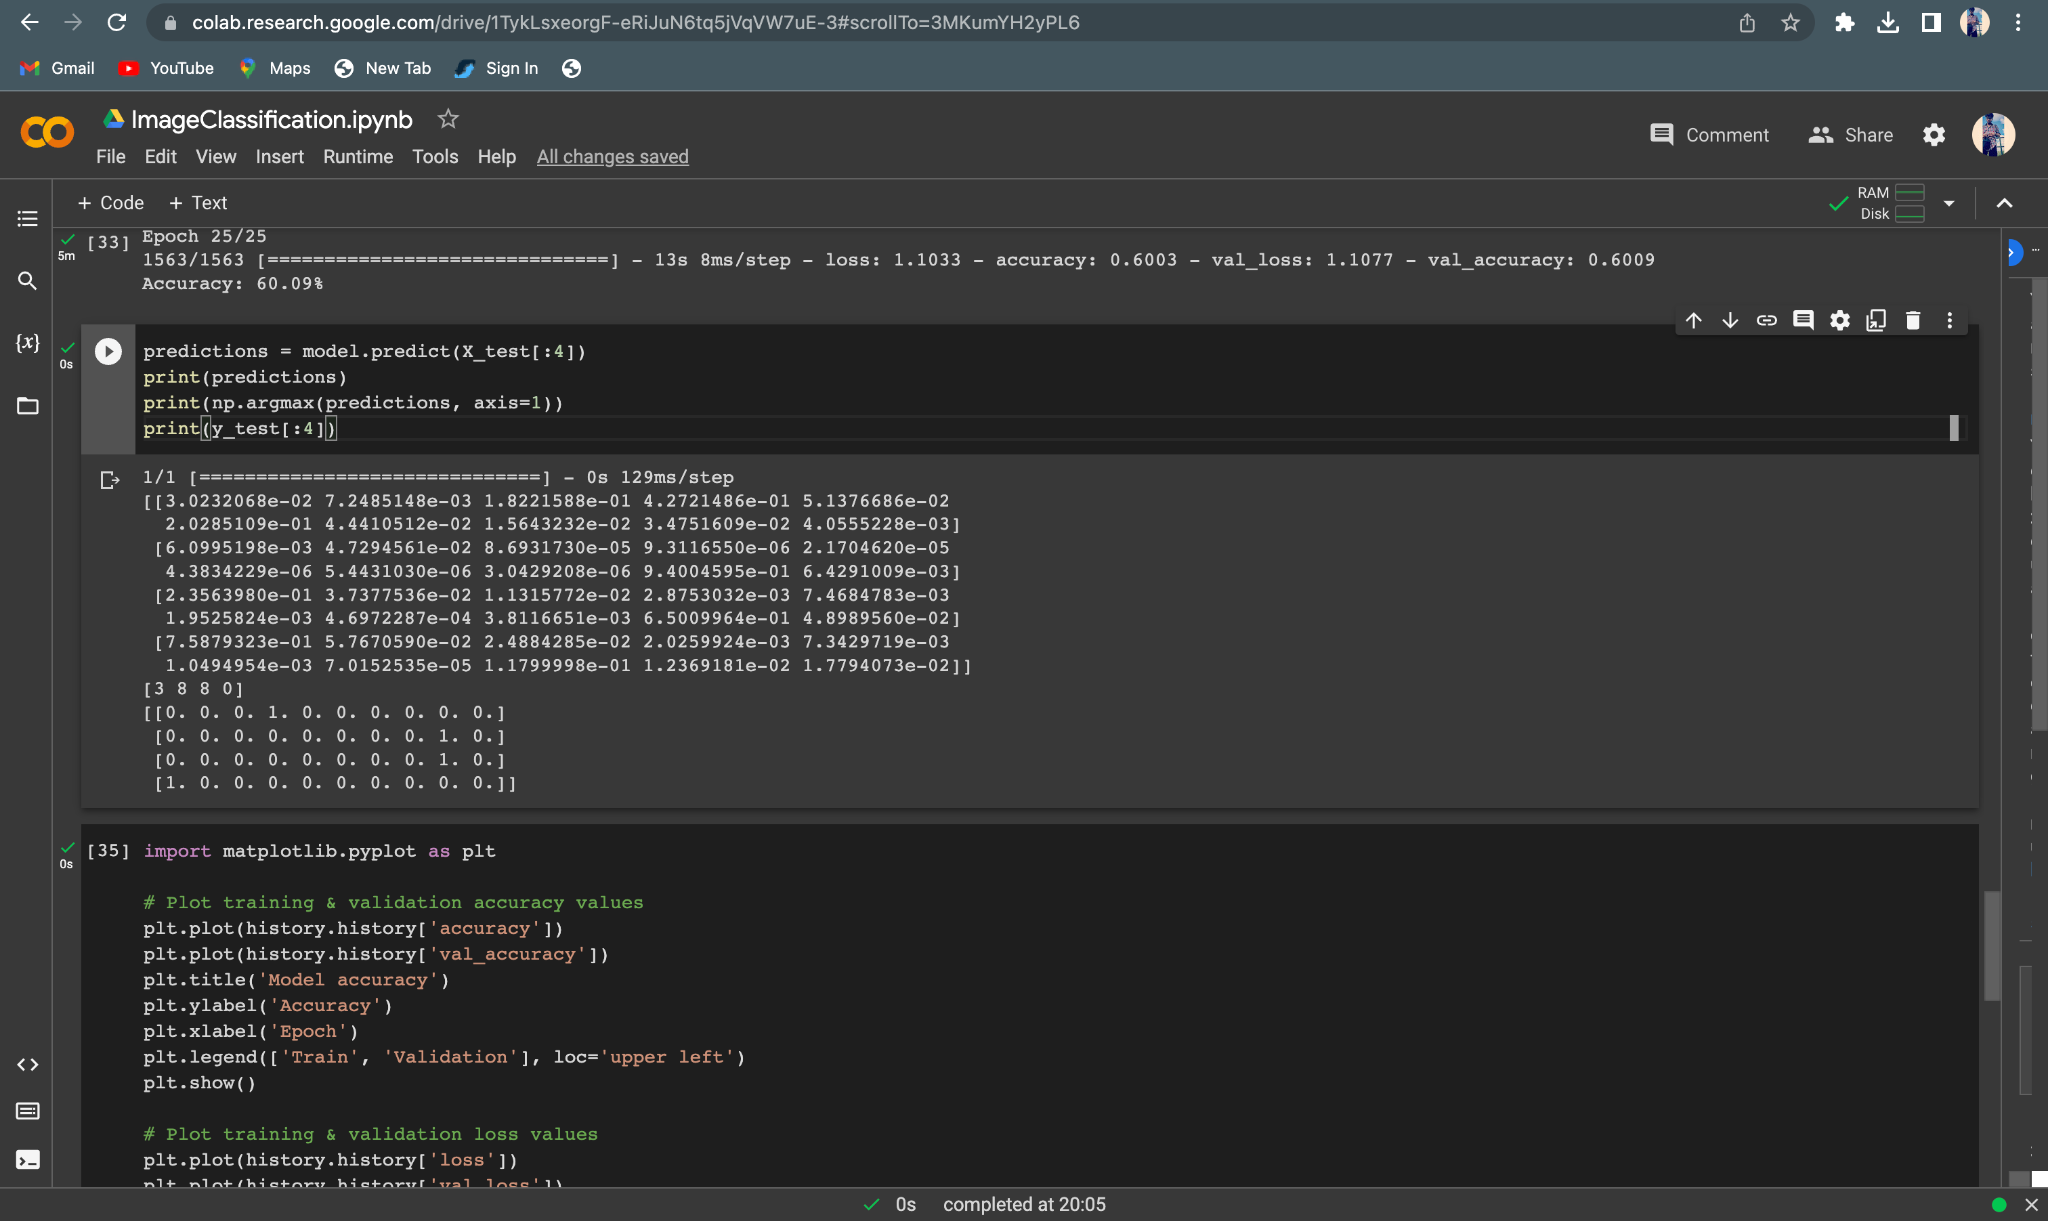 colab.research.google.com/drive/1TykLsxeorgF-eRiJuN6tq5jVqVW7uE-3#scrollTo=3MKumYH2yPL6
Gmail YouTube Maps New Tab Sign In
ImageClassification.ipynb
File Edit View Insert Runtime Tools Help All changes saved
Comment Share
+ Code + Text
RAM
Disk
Epoch 25/25
[33]
5m
1563/1563 [==============================] - 13s 8ms/step - loss: 1.1033 - accuracy: 0.6003 - val_loss: 1.1077 - val_accuracy: 0.6009
Accuracy: 60.09%
0s
predictions = model.predict(X_test[:4])
print(predictions)
print(np.argmax(predictions, axis=1))
print(y_test[:4])
1/1 [==============================] - 0s 129ms/step
[[3.0232068e-02 7.2485148e-03 1.8221588e-01 4.2721486e-01 5.1376686e-02
2.0285109e-01 4.4410512e-02 1.5643232e-02 3.4751609e-02 4.0555228e-03]
[6.0995198e-03 4.7294561e-02 8.6931730e-05 9.3116550e-06 2.1704620e-05
4.3834229e-06 5.4431030e-06 3.0429208e-06 9.4004595e-01 6.4291009e-03]
[2.3563980e-01 3.7377536e-02 1.1315772e-02 2.8753032e-03 7.4684783e-03
1.9525824e-03 4.6972287e-04 3.8116651e-03 6.5009964e-01 4.8989560e-02]
[7.5879323e-01 5.7670590e-02 2.4884285e-02 2.0259924e-03 7.3429719e-03
1.0494954e-03 7.0152535e-05 1.1799998e-01 1.2369181e-02 1.7794073e-02]]
[3 8 8 0]
[[0. 0. 0. 1. 0. 0. 0. 0. 0. 0.]
[0. 0. 0. 0. 0. 0. 0. 0. 1. 0.]
[0. 0. 0. 0. 0. 0. 0. 0. 1. 0.]
[1. 0. 0. 0. 0. 0. 0. 0. 0. 0.]]
[35] import matplotlib.pyplot as plt
0s
# Plot training & validation accuracy values
plt.plot(history.history['accuracy'])
plt.plot(history.history['val_accuracy'])
plt.title('Model accuracy')
plt.ylabel('Accuracy')
plt.xlabel('Epoch')
plt.legend(['Train', 'Validation'], loc='upper left')
plt.show()
# Plot training & validation loss values
plt.plot(history.history['loss'])
plt.plot(history.history['val_loss'])
0s completed at 20:05